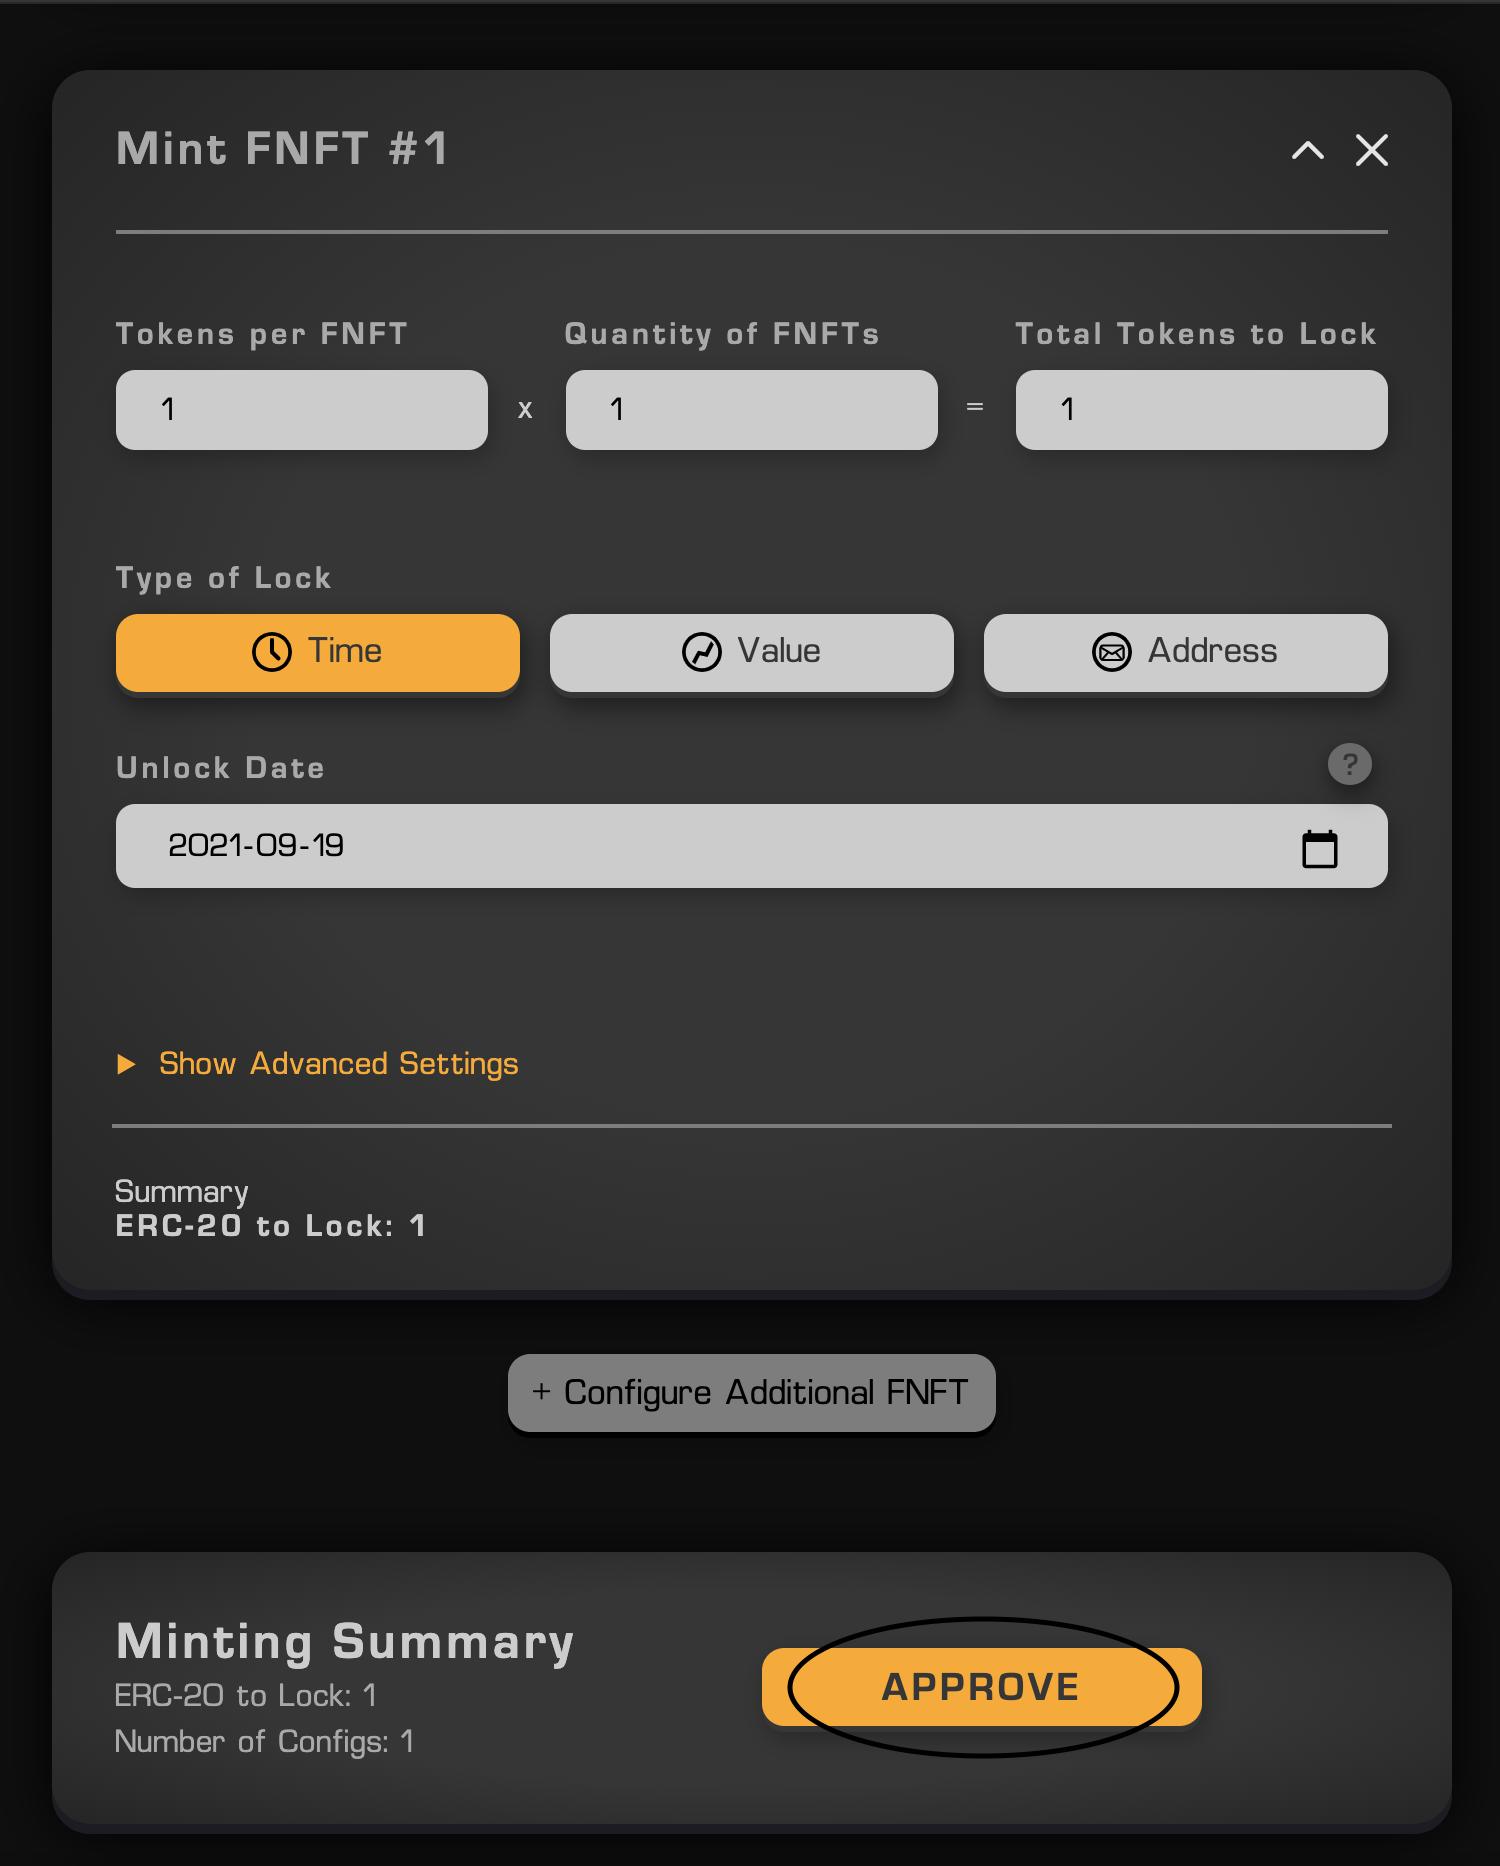 Mint FNFT #1
Tokens per FNFT Quantity of FNFTs Total Tokens to Lock
1 x 1 = 1
Type of Lock
Time Value Address
Unlock Date ?
2021-09-19
Show Advanced Settings
Summary
ERC-20 to Lock: 1
+ Configure Additional FNFT
Minting Summary
ERC-20 to Lock: 1
Number of Configs: 1
APPROVE